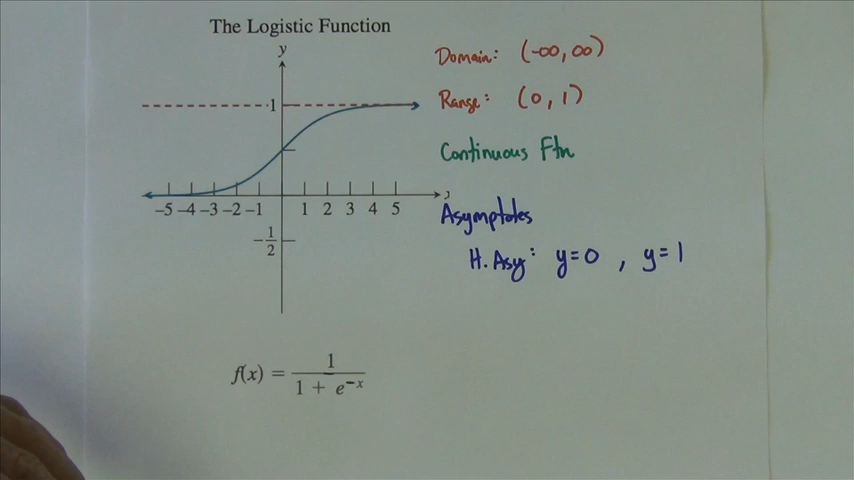 The Logistic Function
y
Domain: (-∞, ∞)
1
Range: (0, 1)
Continuous Ftn
−5 −4 −3 −2 −1 1 2 3 4 5
Asymptotes
−1/2
H. Asy: y=0 , y=1
f(x) = 1/(1 + e^−x)